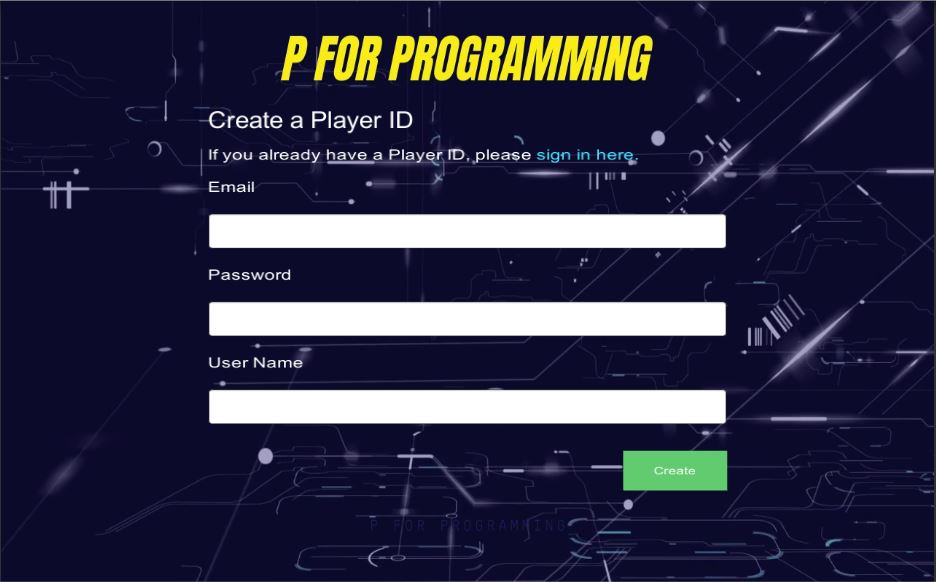 P FOR PROGRAMMING
Create a Player ID
If you already have a Player ID, please sign in here.
Email
Password
User Name
Create
P FOR PROGRAMMING